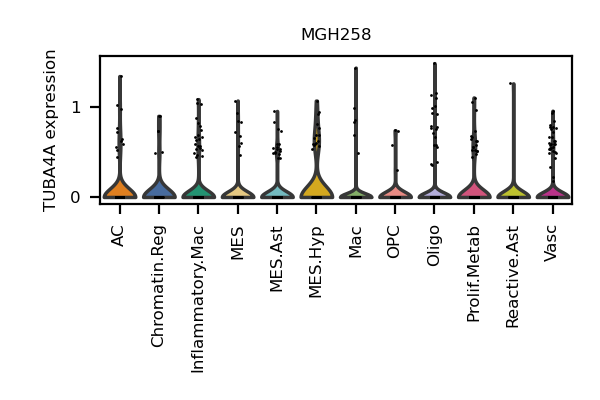 MGH258
TUBA4A expression
1
0
AC
Chromatin.Reg
Inflammatory.Mac
MES
MES.Ast
MES.Hyp
Mac
OPC
Oligo
Prolif.Metab
Reactive.Ast
Vasc